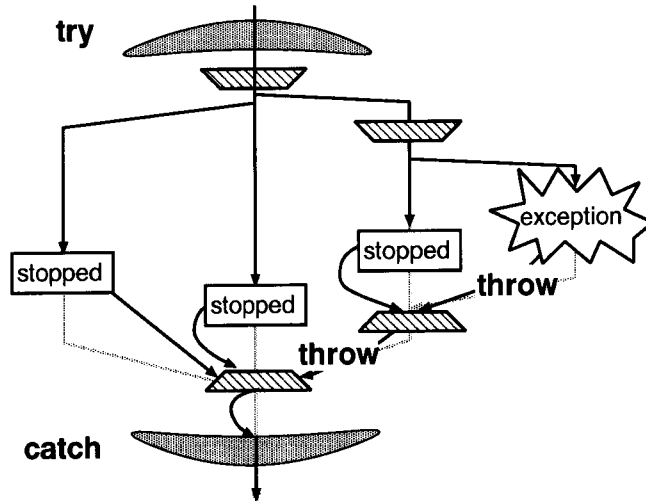 try
exception
stopped
stopped
stopped
throw
throw
catch